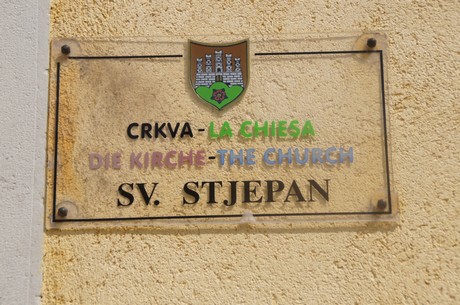 CRKVA-LA CHIESA
DIE KIRCHE-THE CHURCH
SV. STJEPAN